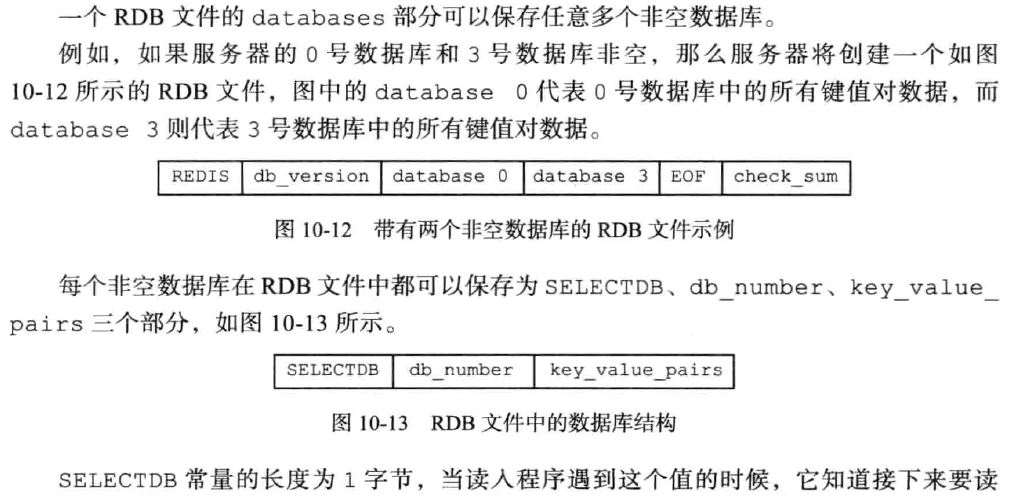 一个 RDB 文件的 databases 部分可以保存任意多个非空数据库。
例如，如果服务器的 0 号数据库和 3 号数据库非空，那么服务器将创建一个如图
10-12 所示的 RDB 文件，图中的 database 0 代表 0 号数据库中的所有键值对数据，而
database 3 则代表 3 号数据库中的所有键值对数据。
REDIS db_version database 0 database 3 EOF check_sum
图 10-12 带有两个非空数据库的 RDB 文件示例
每个非空数据库在 RDB 文件中都可以保存为 SELECTDB、db_number、key_value_
pairs 三个部分，如图 10-13 所示。
SELECTDB db_number key_value_pairs
图 10-13 RDB 文件中的数据库结构
SELECTDB 常量的长度为 1 字节，当读入程序遇到这个值的时候，它知道接下来要读